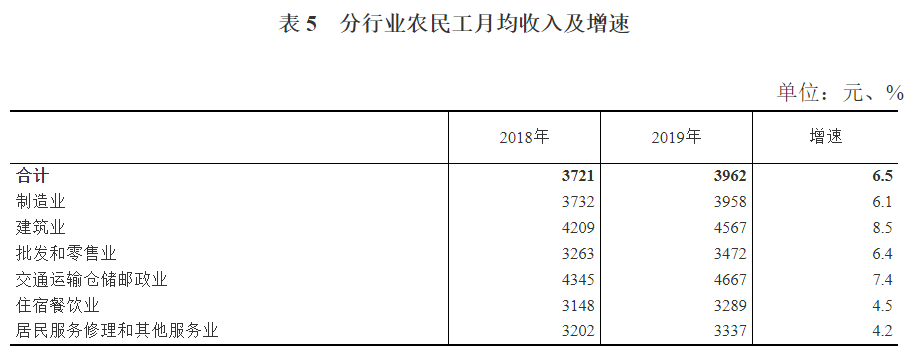 表 5 分行业农民工月均收入及增速
单位：元、%
2018年 2019年 增速
合计 3721 3962 6.5
制造业 3732 3958 6.1
建筑业 4209 4567 8.5
批发和零售业 3263 3472 6.4
交通运输仓储邮政业 4345 4667 7.4
住宿餐饮业 3148 3289 4.5
居民服务修理和其他服务业 3202 3337 4.2